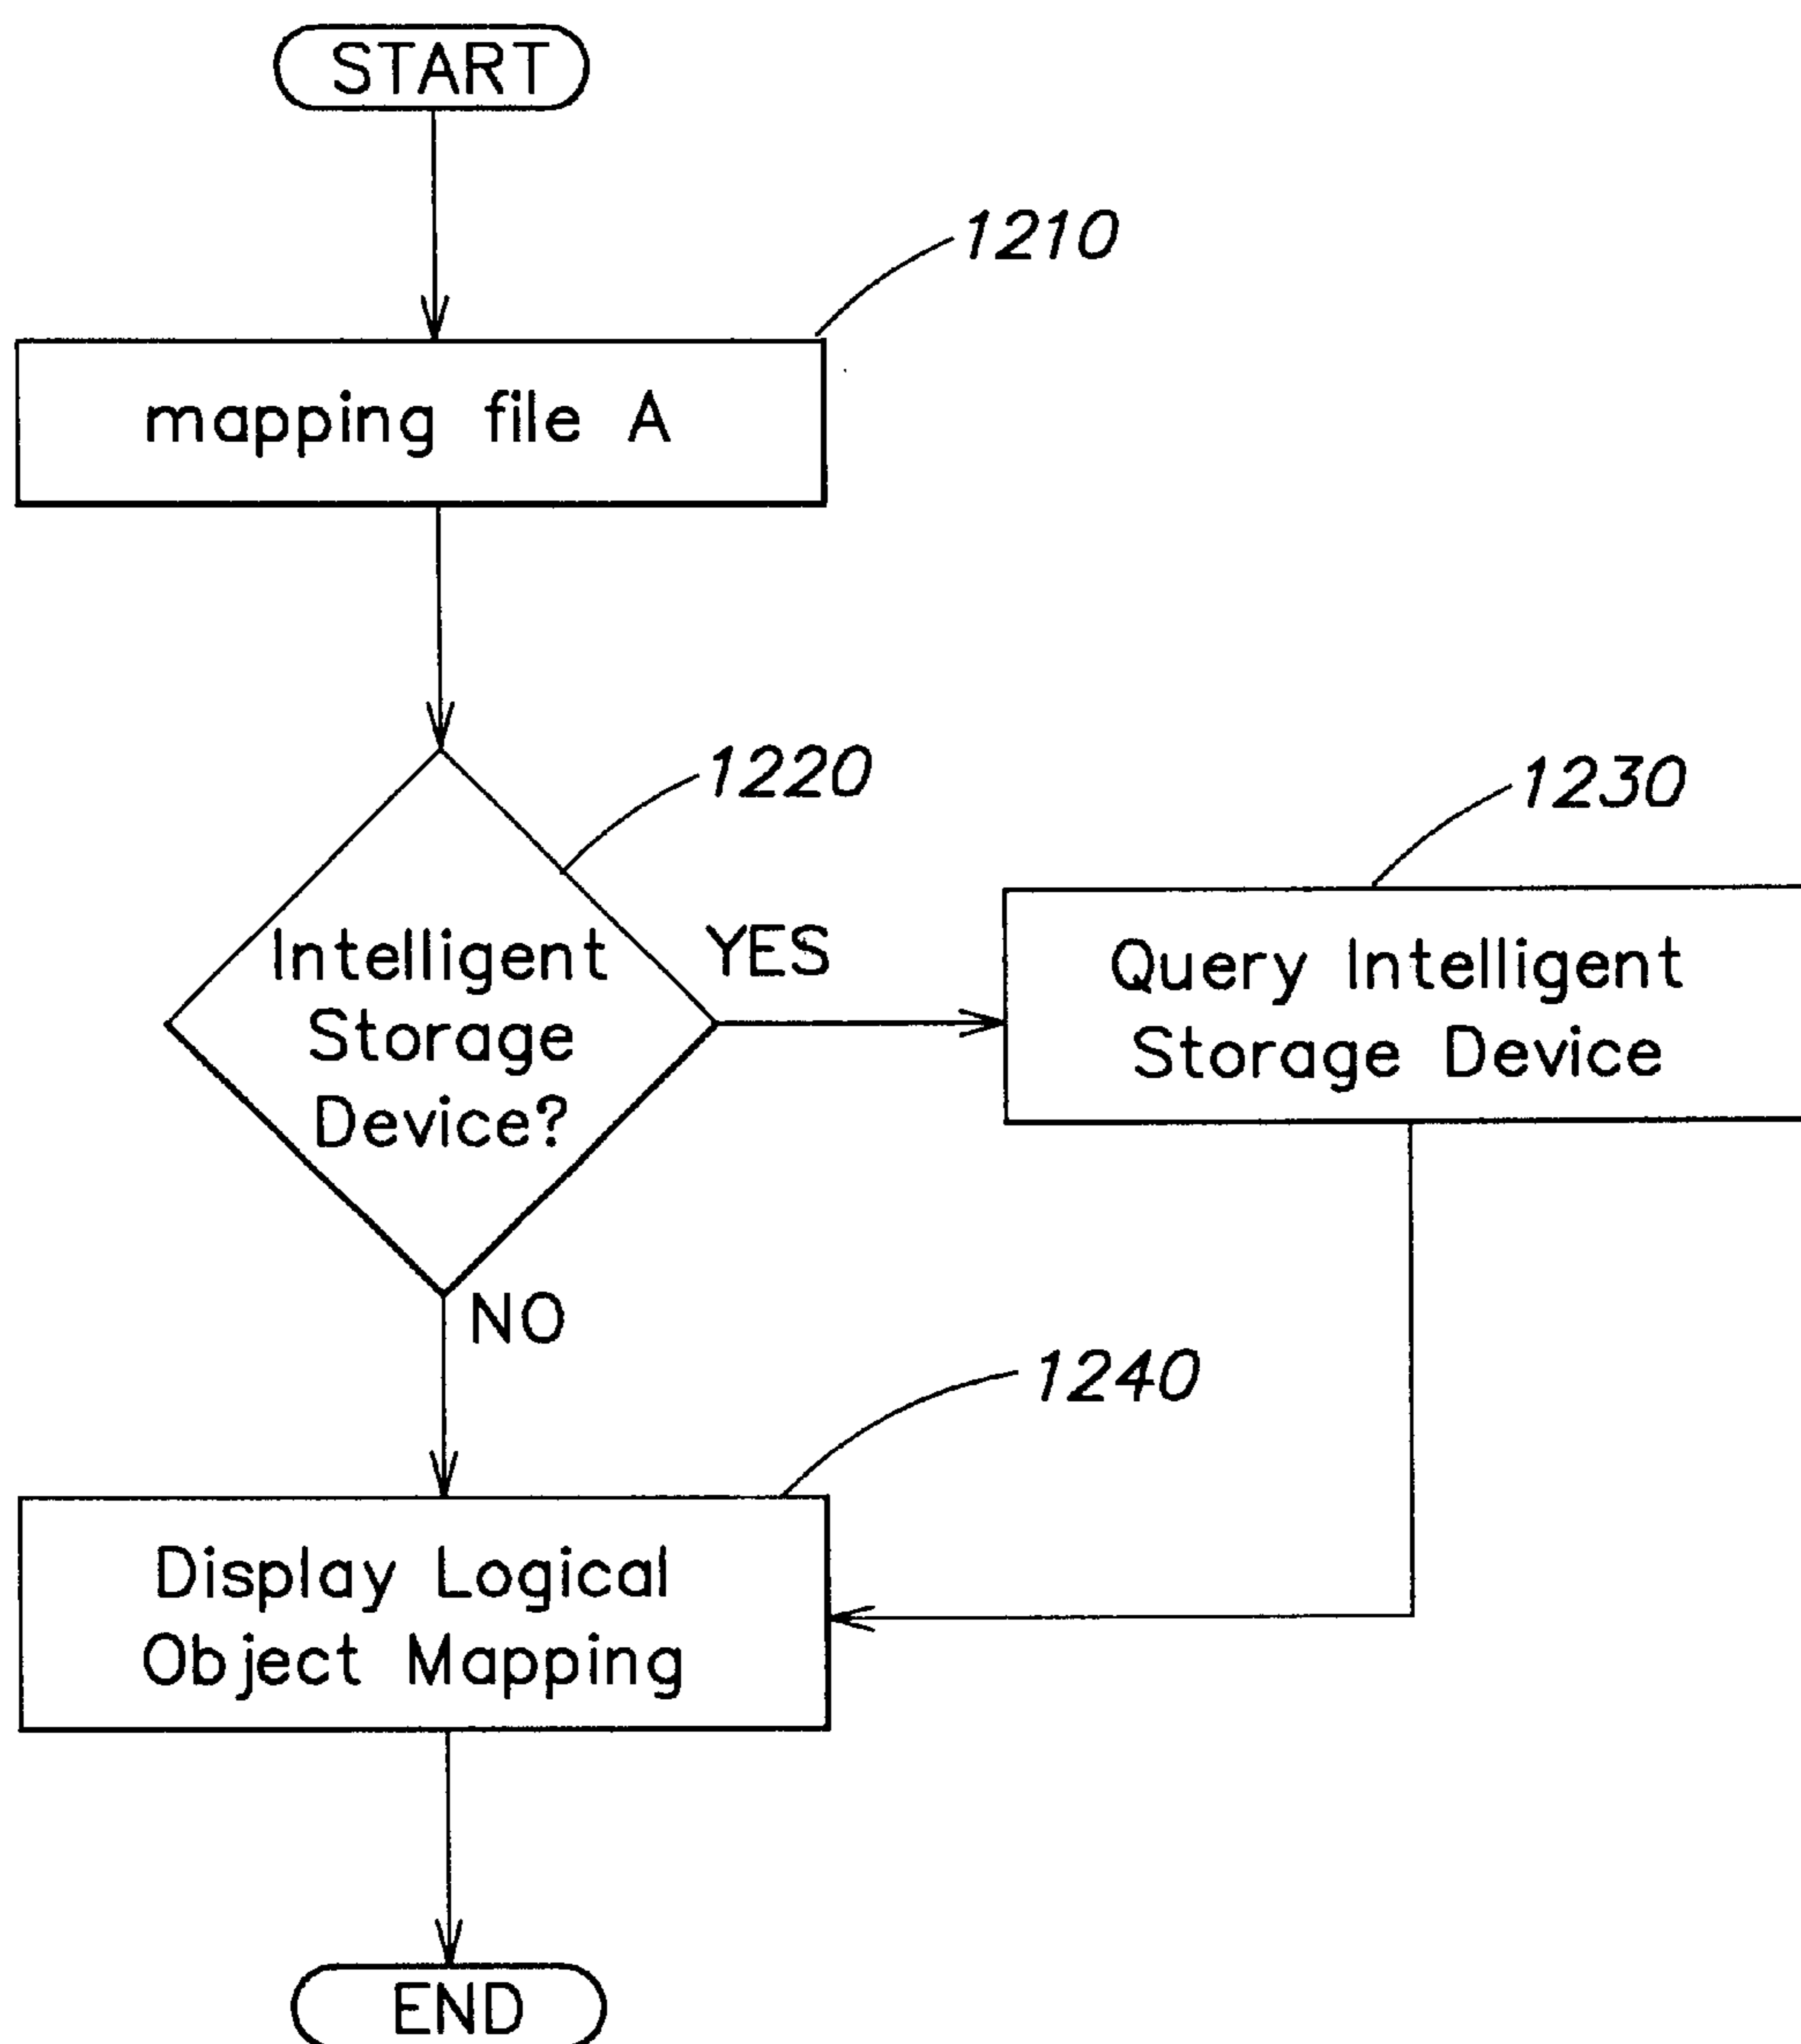 START
1210
mapping file A
1220
1230
Intelligent
Storage
Device?
YES
Query Intelligent
Storage Device
NO
1240
Display Logical
Object Mapping
END